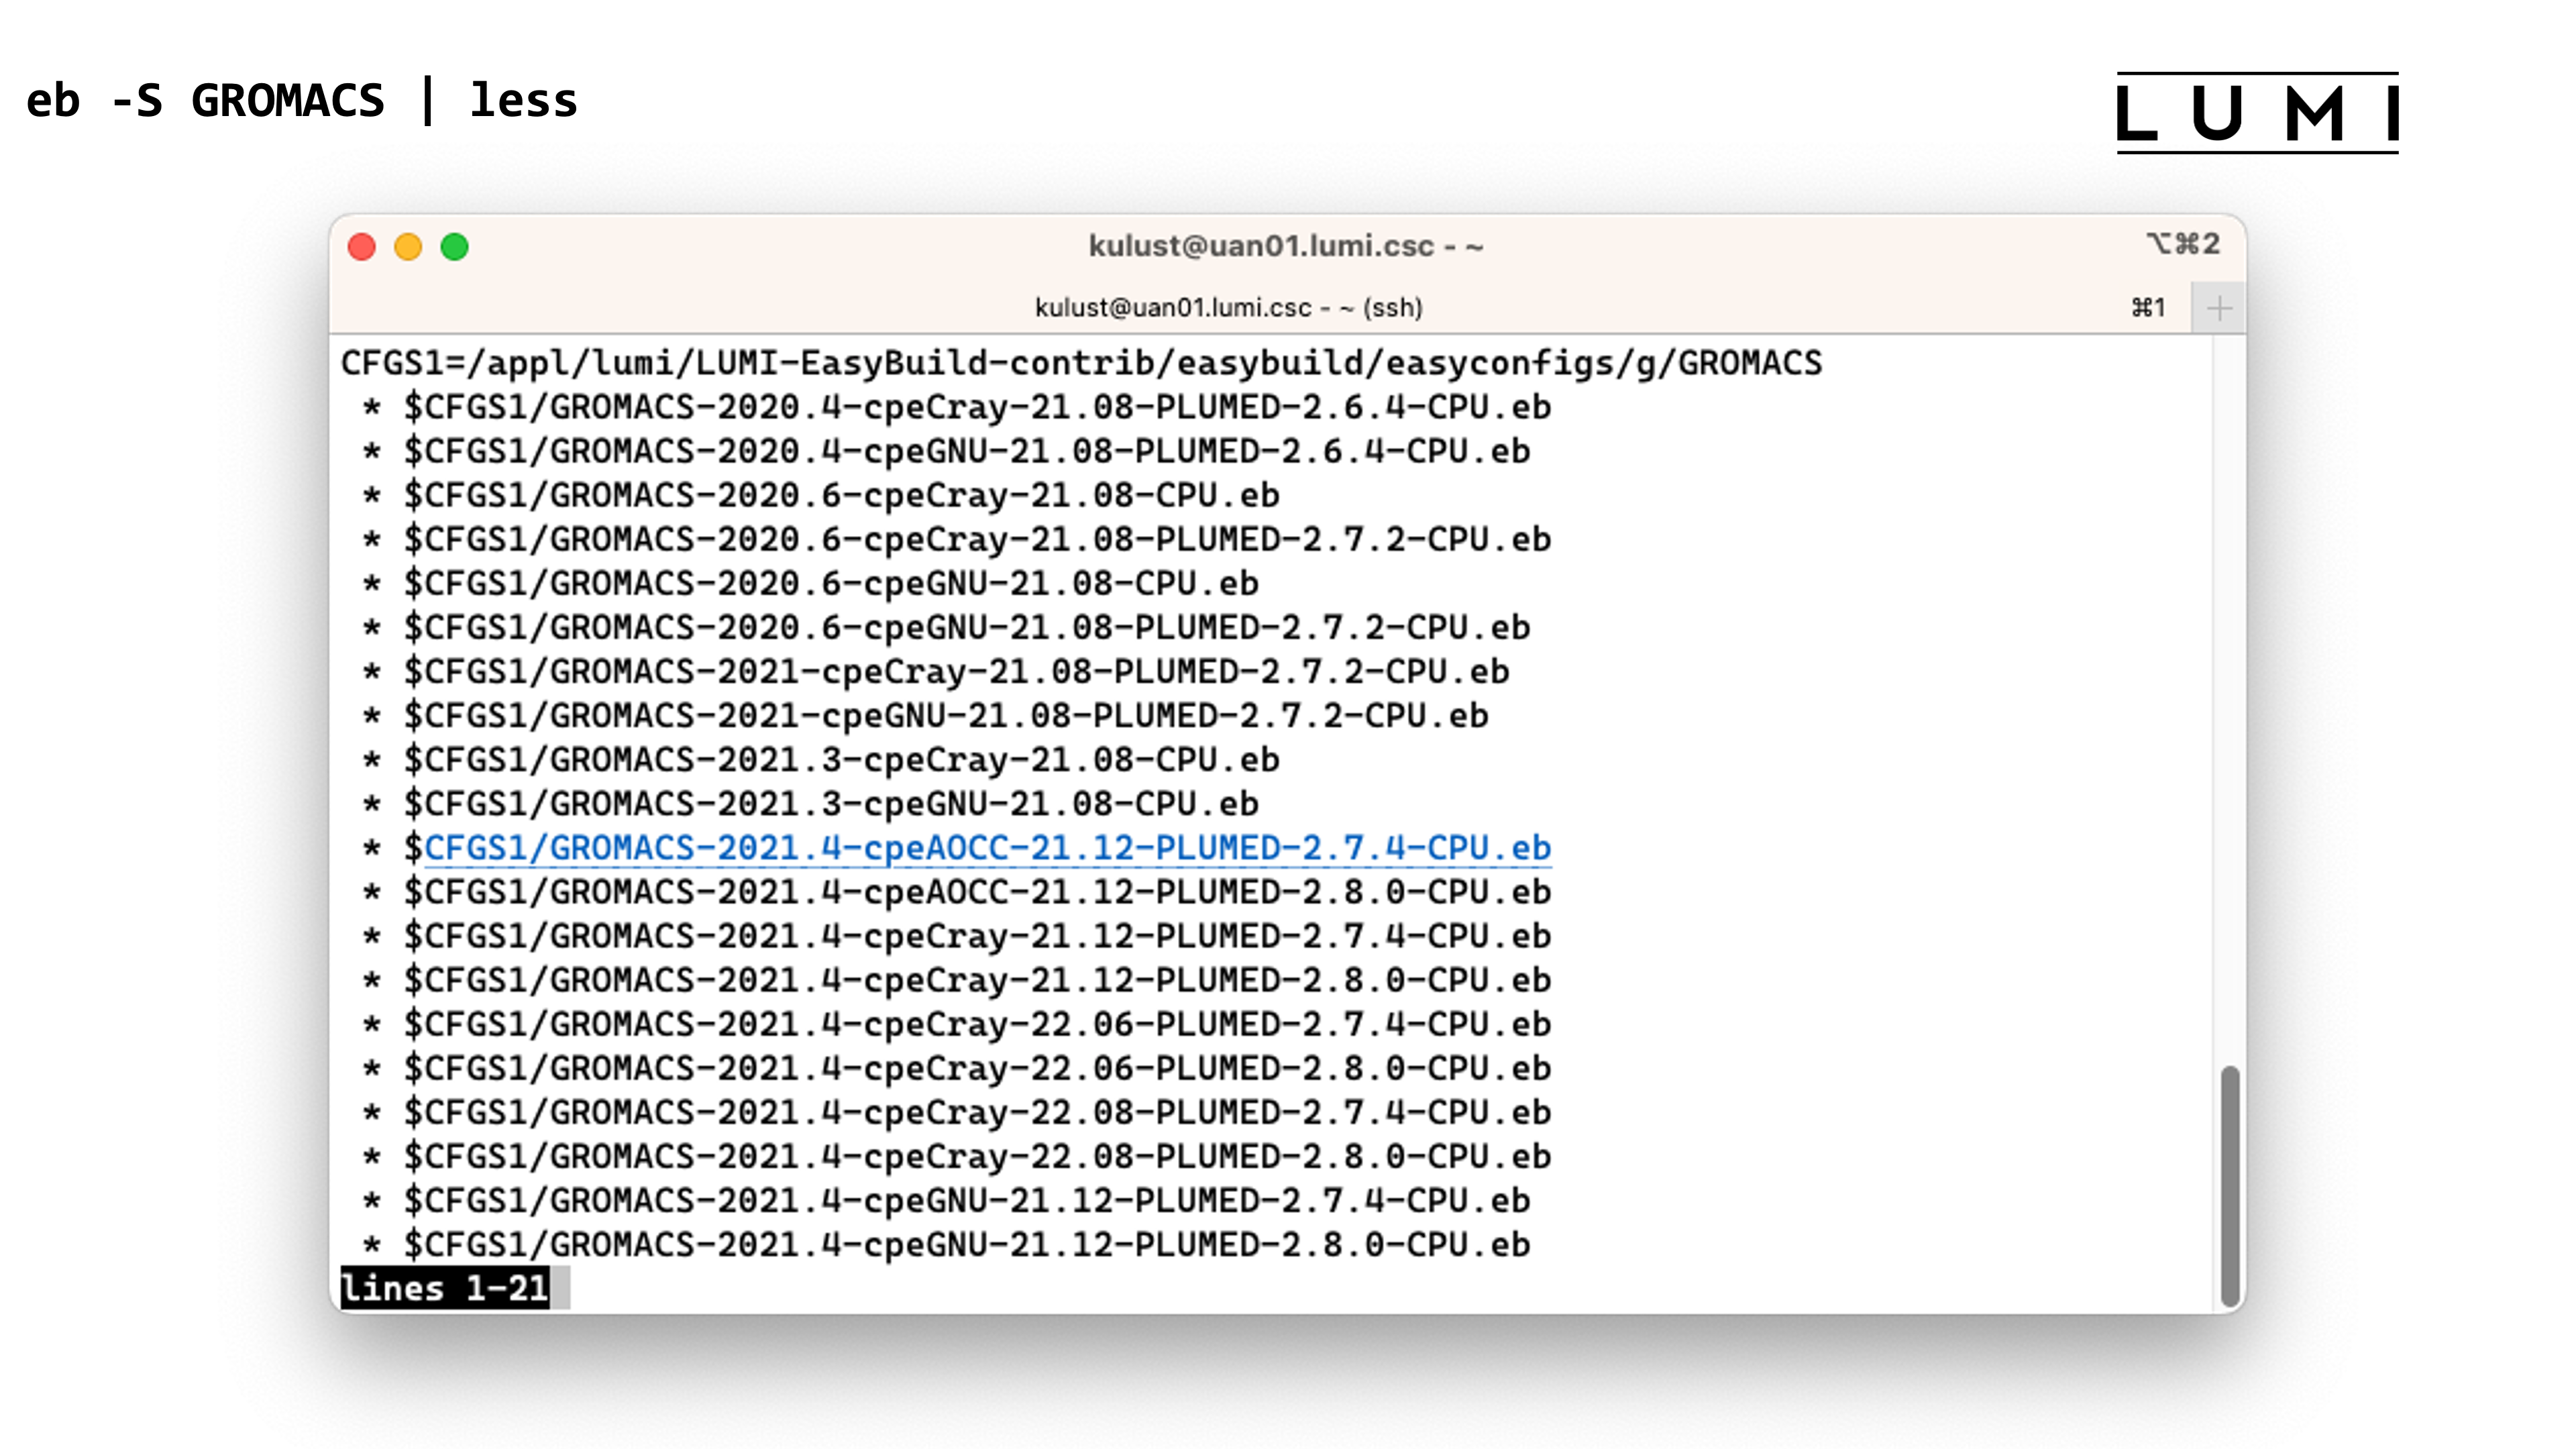 eb -S GROMACS | less
LUMI
kulust@uan01.lumi.csc - ~
⌥⌘2
kulust@uan01.lumi.csc - ~ (ssh)
⌘1
+
CFGS1=/appl/lumi/LUMI-EasyBuild-contrib/easybuild/easyconfigs/g/GROMACS
* $CFGS1/GROMACS-2020.4-cpeCray-21.08-PLUMED-2.6.4-CPU.eb
* $CFGS1/GROMACS-2020.4-cpeGNU-21.08-PLUMED-2.6.4-CPU.eb
* $CFGS1/GROMACS-2020.6-cpeCray-21.08-CPU.eb
* $CFGS1/GROMACS-2020.6-cpeCray-21.08-PLUMED-2.7.2-CPU.eb
* $CFGS1/GROMACS-2020.6-cpeGNU-21.08-CPU.eb
* $CFGS1/GROMACS-2020.6-cpeGNU-21.08-PLUMED-2.7.2-CPU.eb
* $CFGS1/GROMACS-2021-cpeCray-21.08-PLUMED-2.7.2-CPU.eb
* $CFGS1/GROMACS-2021-cpeGNU-21.08-PLUMED-2.7.2-CPU.eb
* $CFGS1/GROMACS-2021.3-cpeCray-21.08-CPU.eb
* $CFGS1/GROMACS-2021.3-cpeGNU-21.08-CPU.eb
* $CFGS1/GROMACS-2021.4-cpeAOCC-21.12-PLUMED-2.7.4-CPU.eb
* $CFGS1/GROMACS-2021.4-cpeAOCC-21.12-PLUMED-2.8.0-CPU.eb
* $CFGS1/GROMACS-2021.4-cpeCray-21.12-PLUMED-2.7.4-CPU.eb
* $CFGS1/GROMACS-2021.4-cpeCray-21.12-PLUMED-2.8.0-CPU.eb
* $CFGS1/GROMACS-2021.4-cpeCray-22.06-PLUMED-2.7.4-CPU.eb
* $CFGS1/GROMACS-2021.4-cpeCray-22.06-PLUMED-2.8.0-CPU.eb
* $CFGS1/GROMACS-2021.4-cpeCray-22.08-PLUMED-2.7.4-CPU.eb
* $CFGS1/GROMACS-2021.4-cpeCray-22.08-PLUMED-2.8.0-CPU.eb
* $CFGS1/GROMACS-2021.4-cpeGNU-21.12-PLUMED-2.7.4-CPU.eb
* $CFGS1/GROMACS-2021.4-cpeGNU-21.12-PLUMED-2.8.0-CPU.eb
lines 1-21